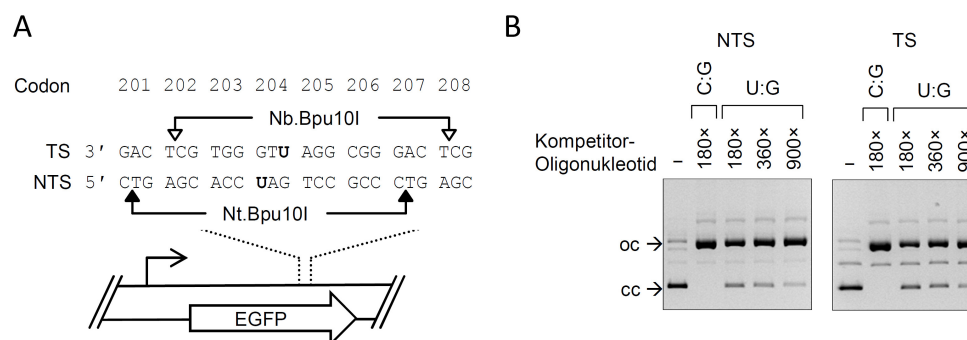 A
Codon 201 202 203 204 205 206 207 208
Nb.Bpu10I
TS 3′ GAC TCG TGG GTU AGG CGG GAC TCG
NTS 5′ CTG AGC ACC UAG TCC GCC CTG AGC
Nt.Bpu10I
EGFP
B
NTS TS
C:G U:G C:G U:G
Kompetitor-
Oligonukleotid
– 180× 180× 360× 900× – 180× 180× 360× 900×
oc
cc